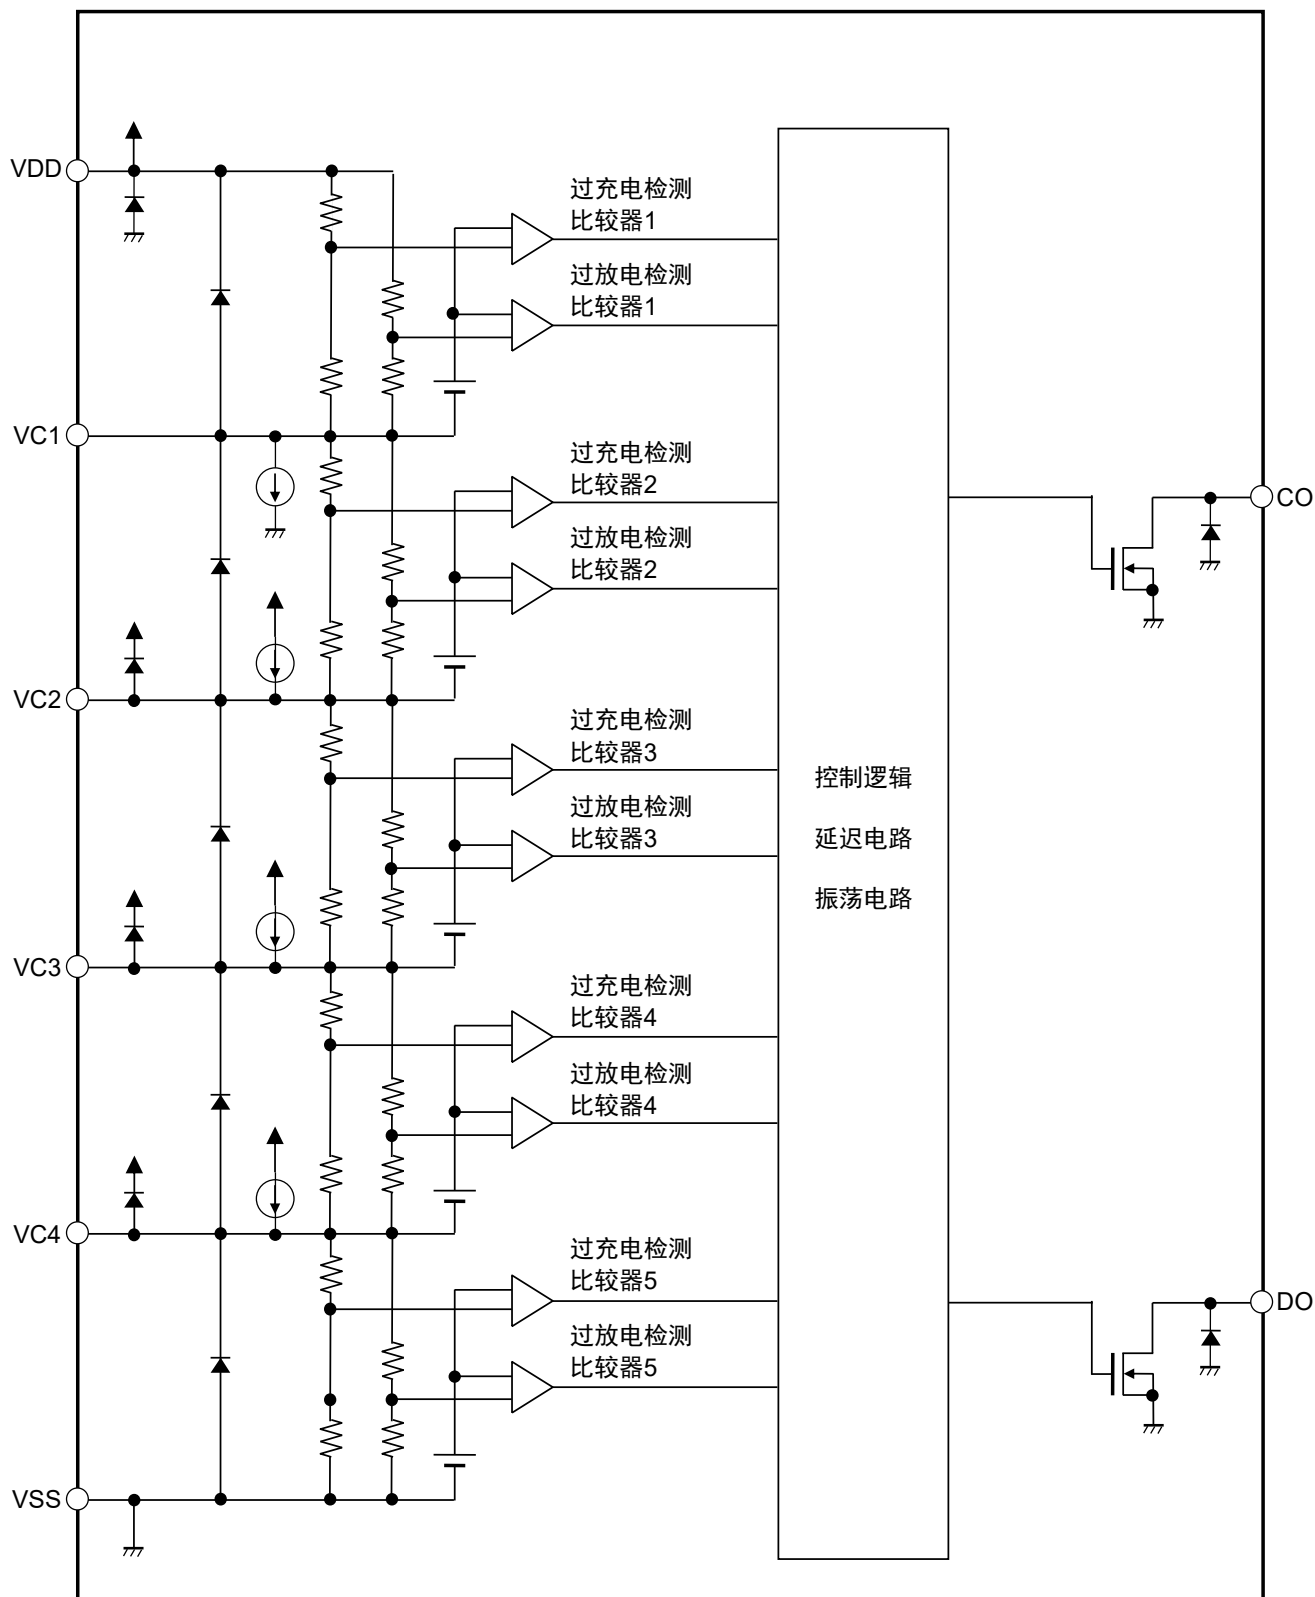 VDD
过充电检测
比较器1
过放电检测
比较器1
VC1
过充电检测
比较器2
CO
过放电检测
比较器2
VC2
过充电检测
比较器3
控制逻辑
过放电检测
比较器3
延迟电路
振荡电路
VC3
过充电检测
比较器4
过放电检测
比较器4
VC4
过充电检测
比较器5
DO
过放电检测
比较器5
VSS